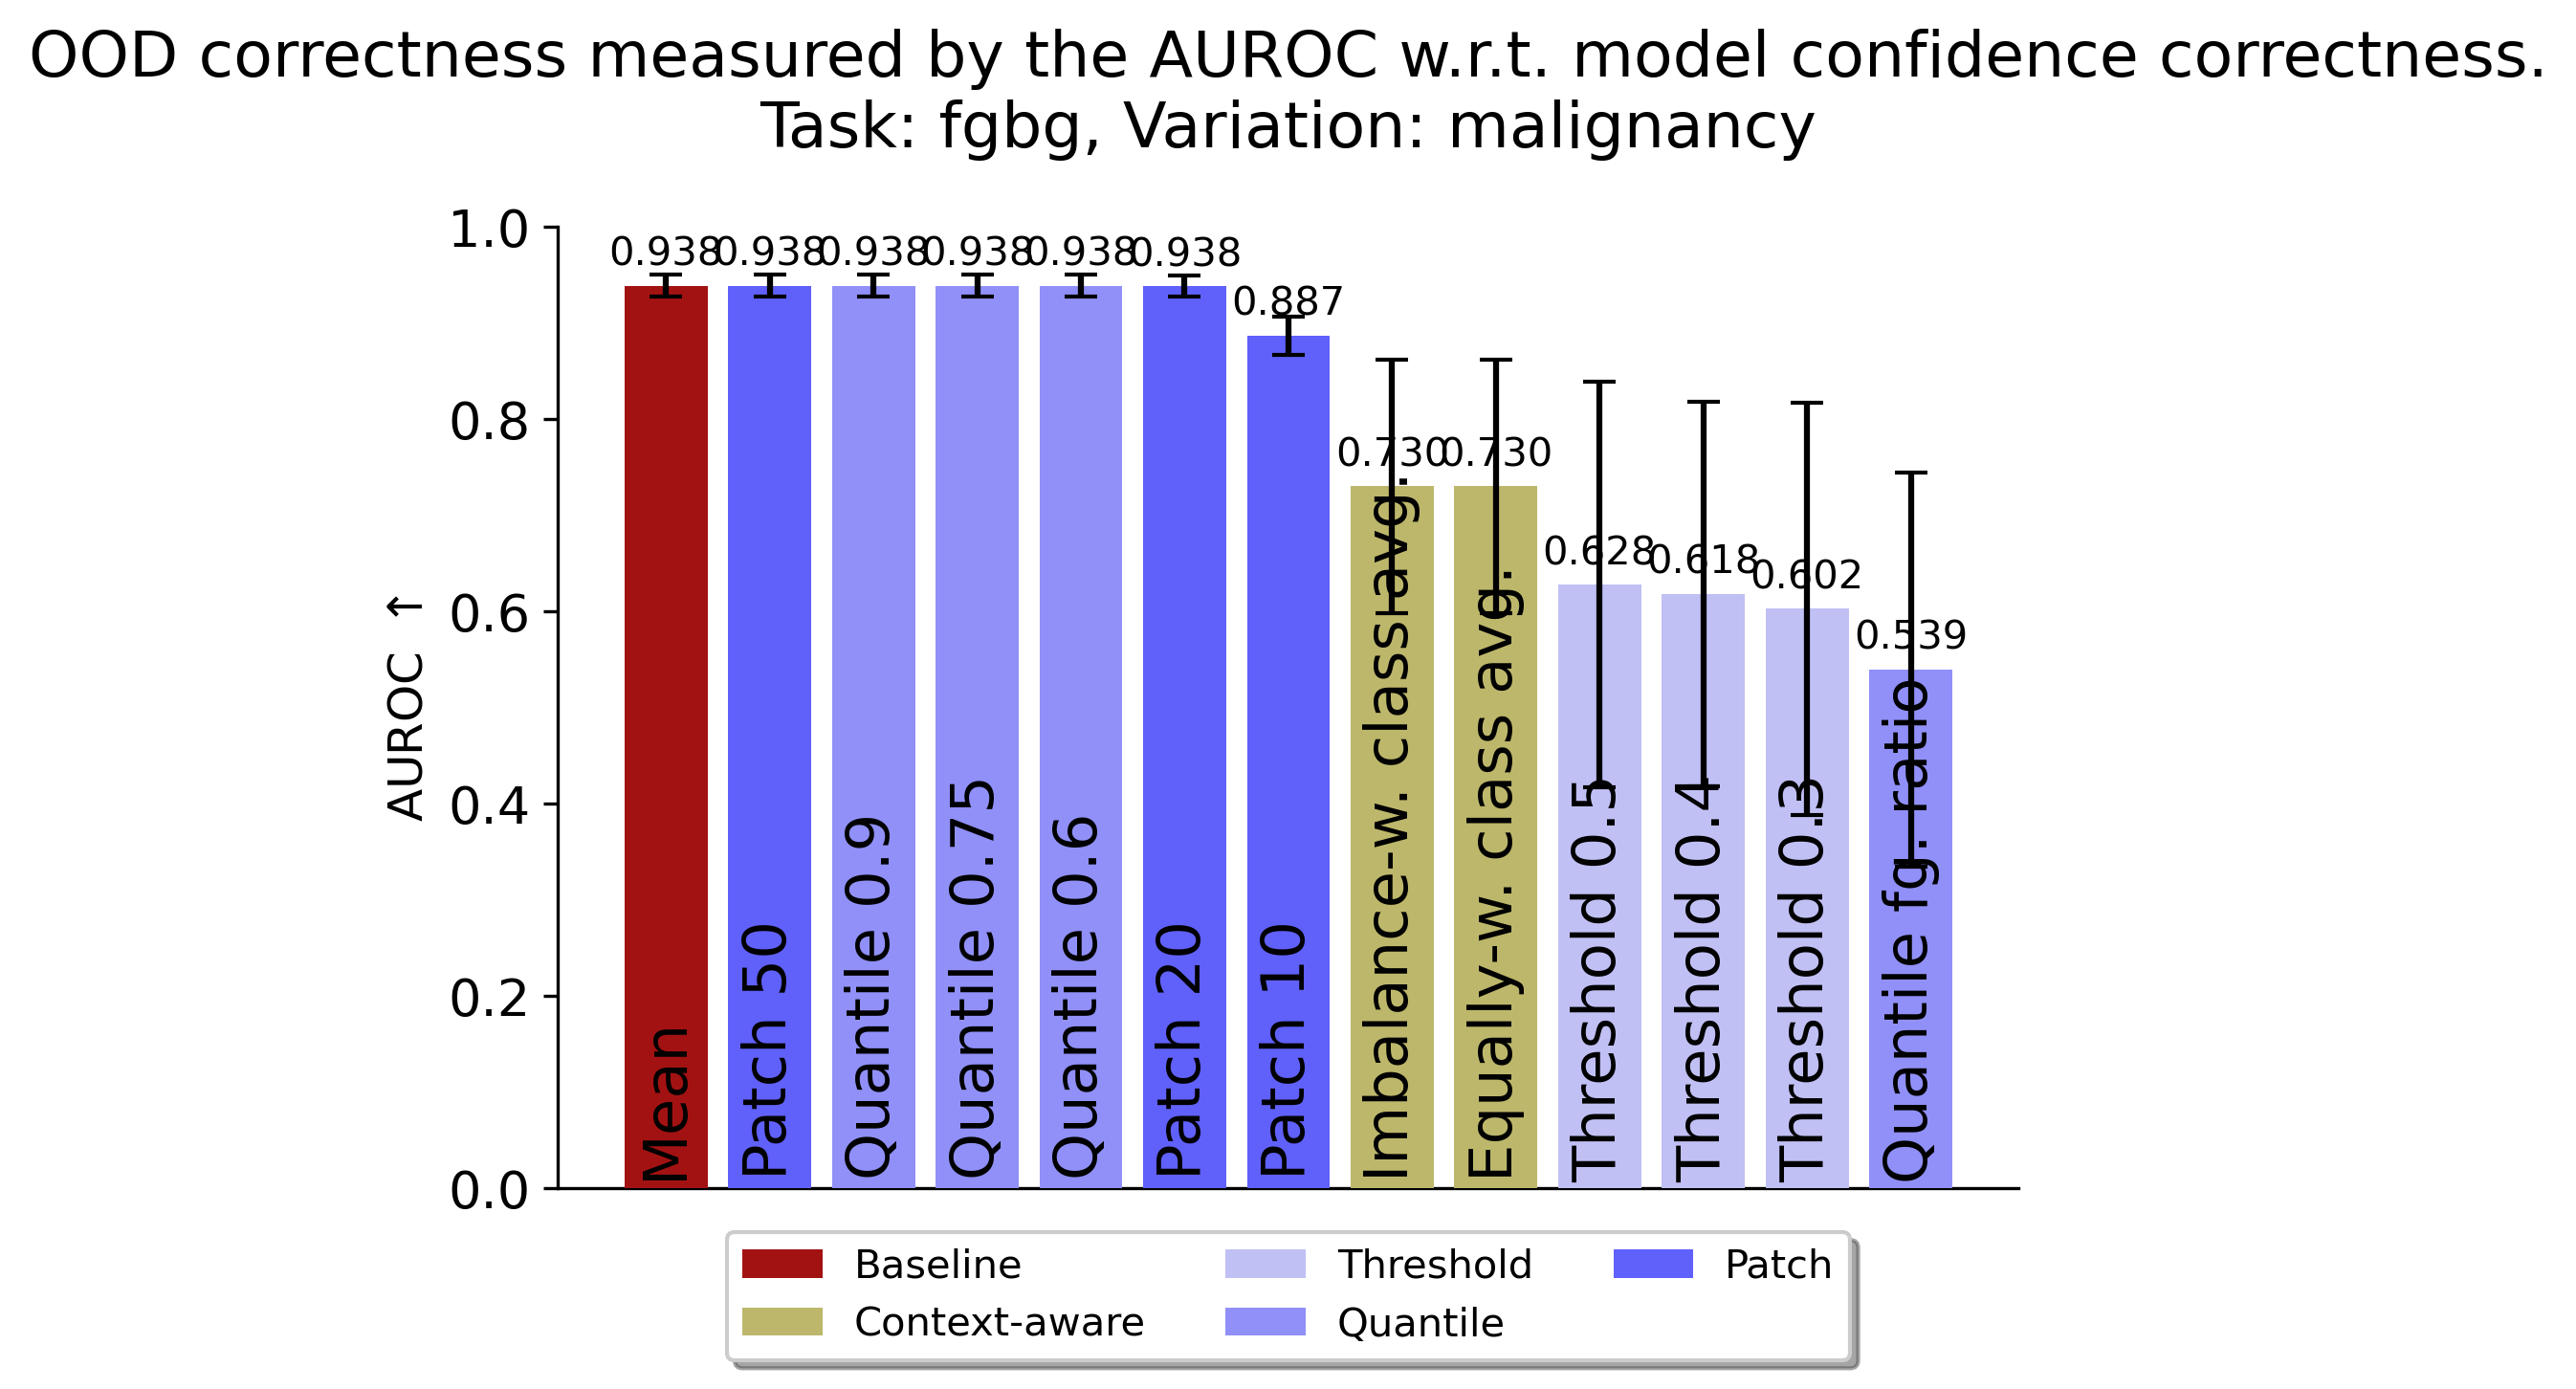 OOD correctness measured by the AUROC w.r.t. model confidence correctness.
Task: fgbg, Variation: malignancy
AUROC ↑
1.0
0.8
0.6
0.4
0.2
0.0
0.938
0.938
0.938
0.938
0.938
0.938
0.887
0.730
0.730
0.628
0.618
0.602
0.539
Mean
Patch 50
Quantile 0.9
Quantile 0.75
Quantile 0.6
Patch 20
Patch 10
Imbalance-w. class avg.
Equally-w. class avg.
Threshold 0.5
Threshold 0.4
Threshold 0.3
Quantile fg. ratio
Baseline
Context-aware
Threshold
Quantile
Patch